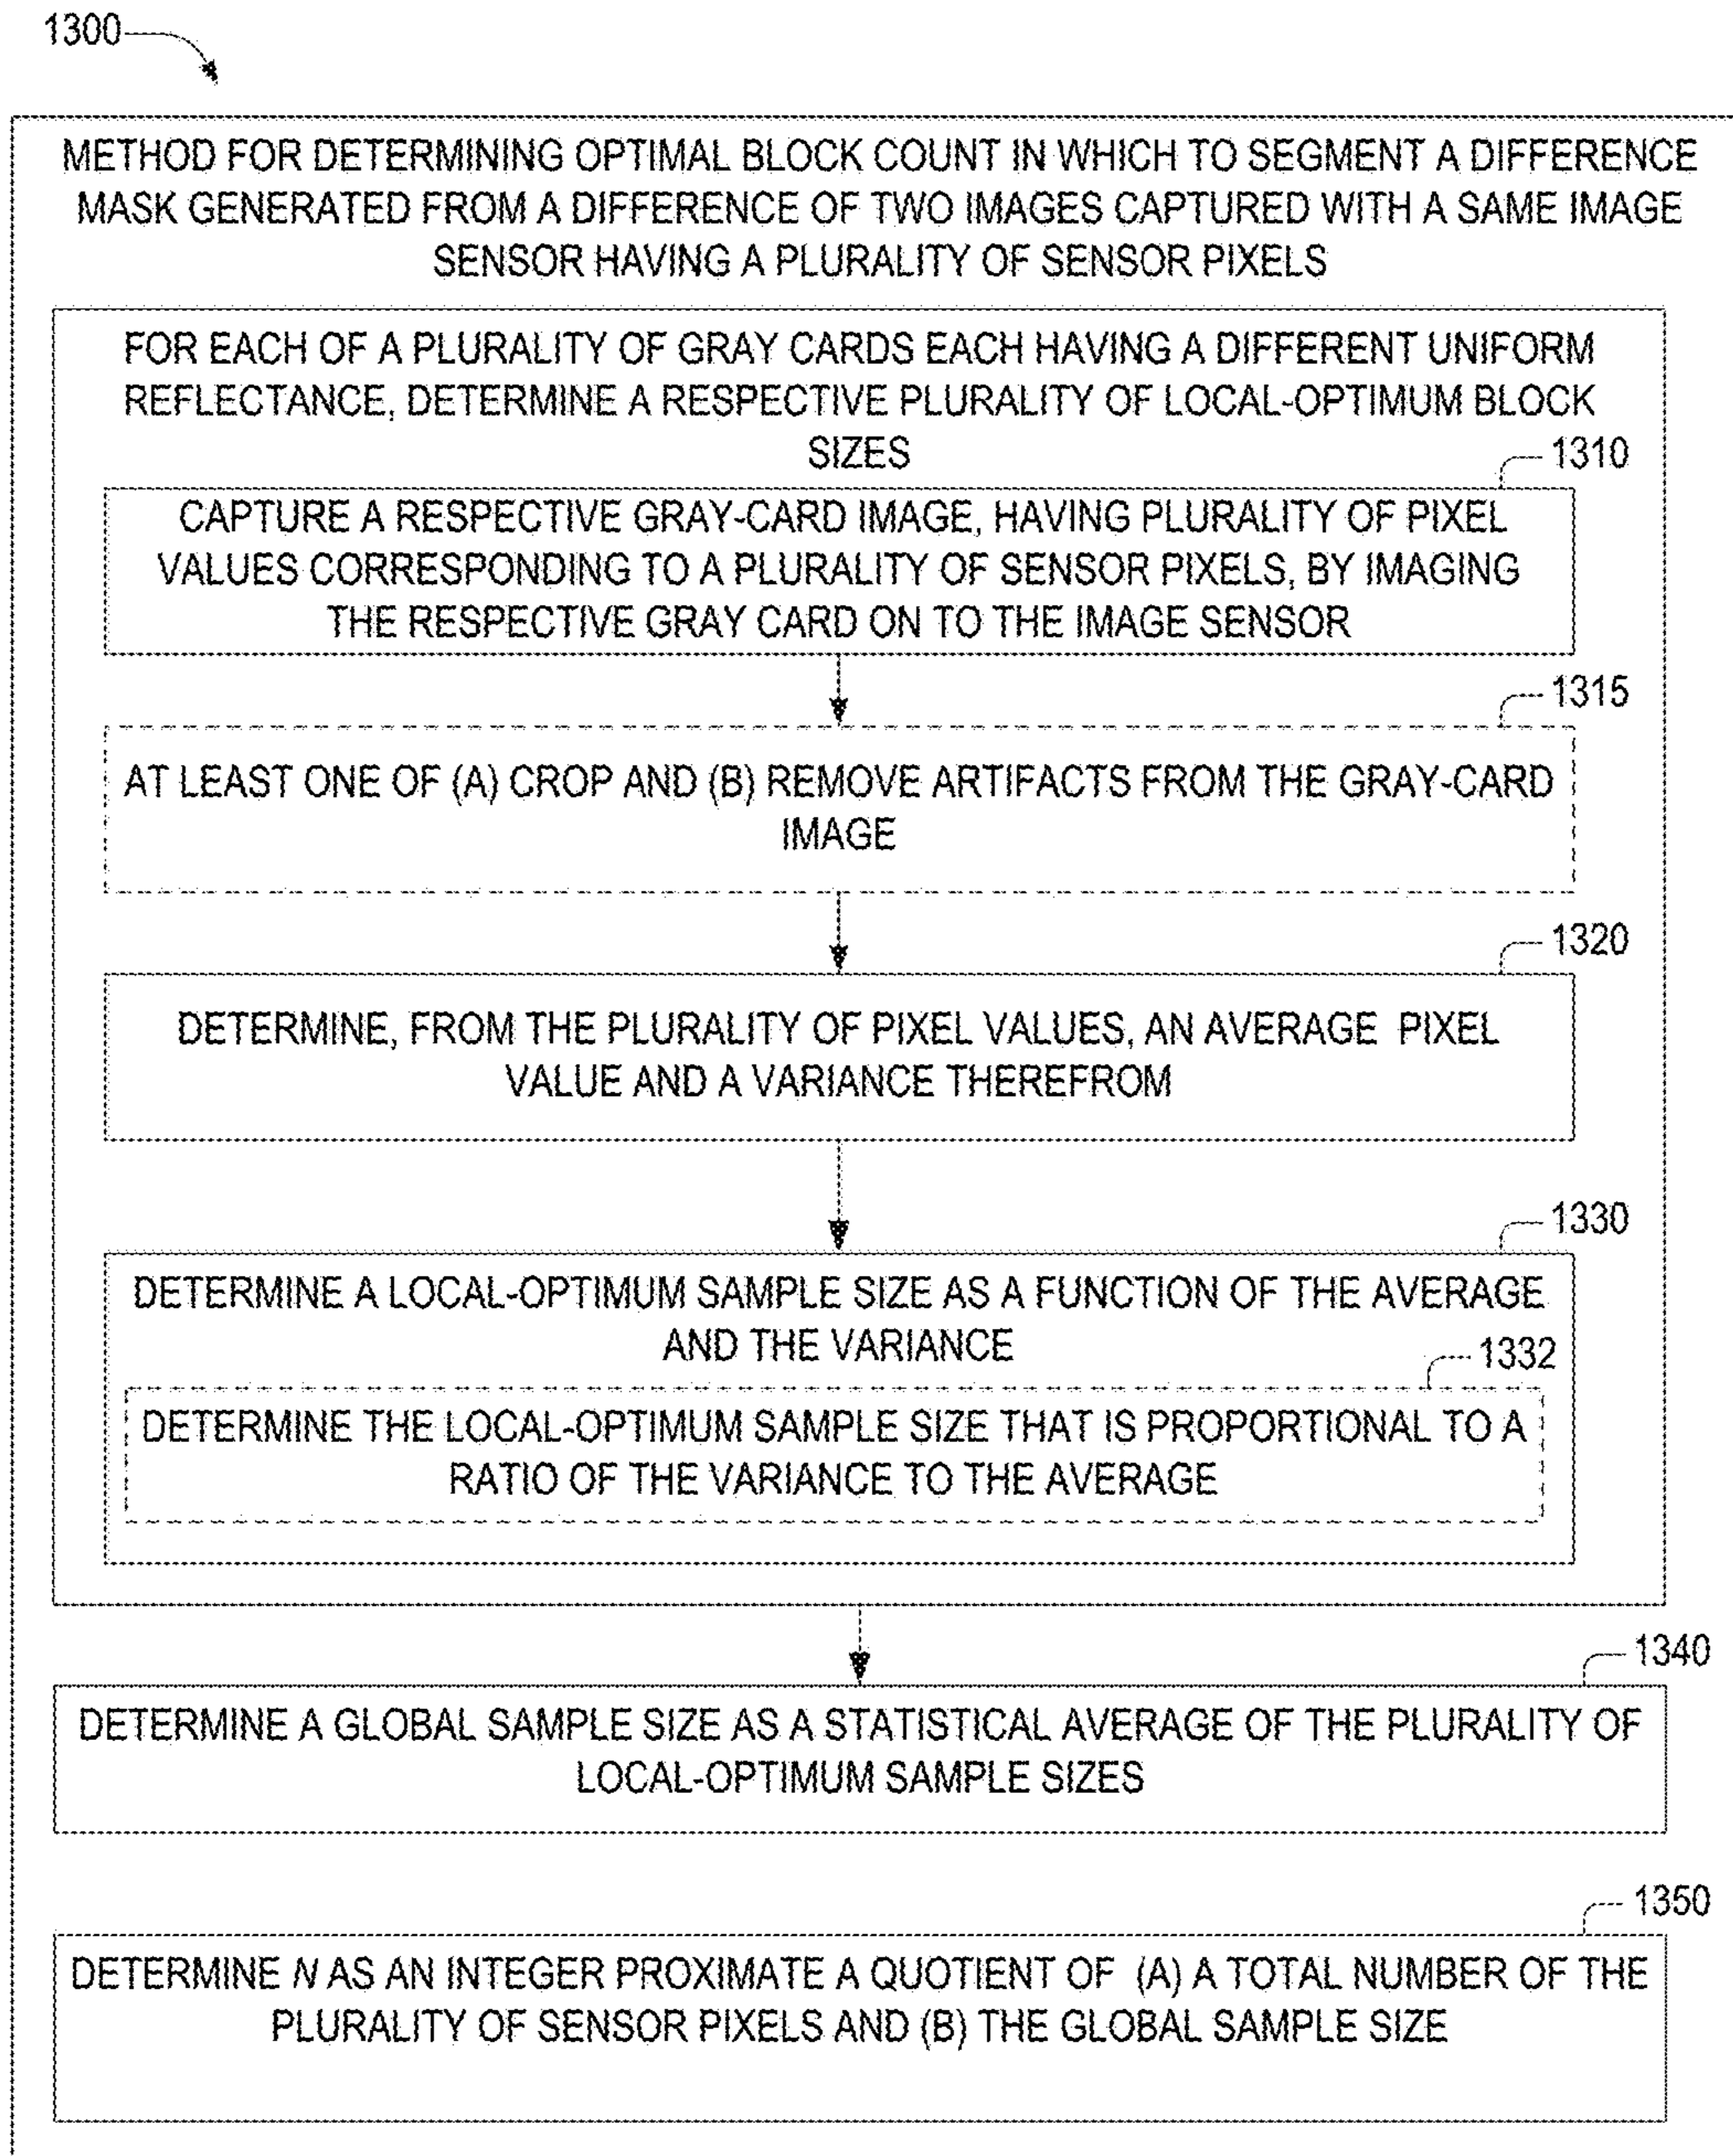 1300
METHOD FOR DETERMINING OPTIMAL BLOCK COUNT IN WHICH TO SEGMENT A DIFFERENCE
MASK GENERATED FROM A DIFFERENCE OF TWO IMAGES CAPTURED WITH A SAME IMAGE
SENSOR HAVING A PLURALITY OF SENSOR PIXELS
FOR EACH OF A PLURALITY OF GRAY CARDS EACH HAVING A DIFFERENT UNIFORM
REFLECTANCE, DETERMINE A RESPECTIVE PLURALITY OF LOCAL-OPTIMUM BLOCK
SIZES
1310
CAPTURE A RESPECTIVE GRAY-CARD IMAGE, HAVING PLURALITY OF PIXEL
VALUES CORRESPONDING TO A PLURALITY OF SENSOR PIXELS, BY IMAGING
THE RESPECTIVE GRAY CARD ON TO THE IMAGE SENSOR
1315
AT LEAST ONE OF (A) CROP AND (B) REMOVE ARTIFACTS FROM THE GRAY-CARD
IMAGE
1320
DETERMINE, FROM THE PLURALITY OF PIXEL VALUES, AN AVERAGE PIXEL
VALUE AND A VARIANCE THEREFROM
1330
DETERMINE A LOCAL-OPTIMUM SAMPLE SIZE AS A FUNCTION OF THE AVERAGE
AND THE VARIANCE
1332
DETERMINE THE LOCAL-OPTIMUM SAMPLE SIZE THAT IS PROPORTIONAL TO A
RATIO OF THE VARIANCE TO THE AVERAGE
1340
DETERMINE A GLOBAL SAMPLE SIZE AS A STATISTICAL AVERAGE OF THE PLURALITY OF
LOCAL-OPTIMUM SAMPLE SIZES
1350
DETERMINE N AS AN INTEGER PROXIMATE A QUOTIENT OF (A) A TOTAL NUMBER OF THE
PLURALITY OF SENSOR PIXELS AND (B) THE GLOBAL SAMPLE SIZE